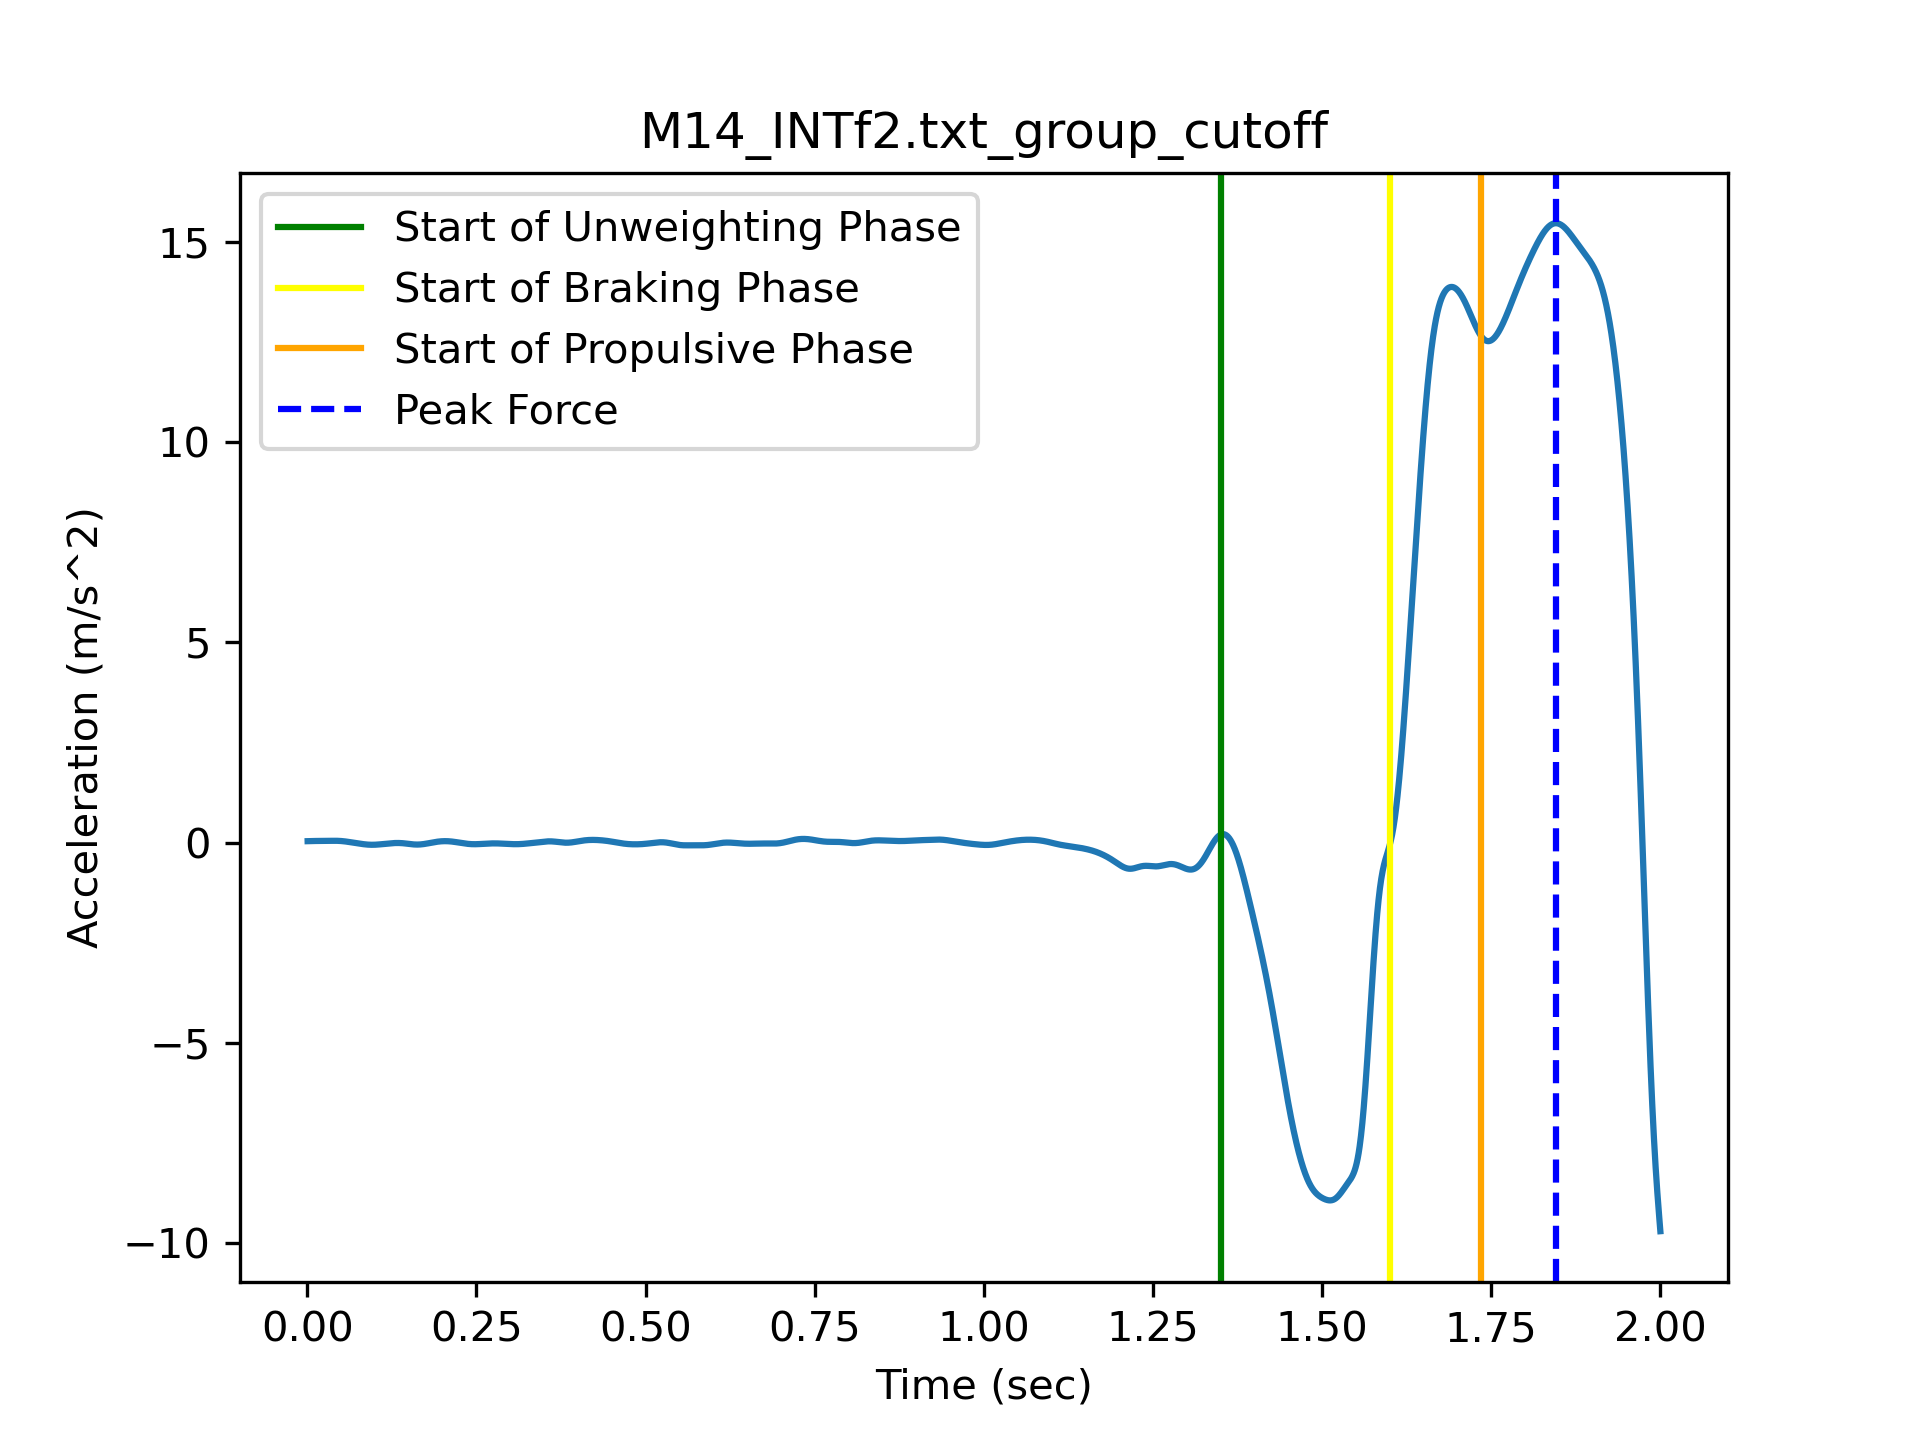 M14_INTf2.txt_group_cutoff
Start of Unweighting Phase
Start of Braking Phase
Start of Propulsive Phase
Peak Force
15
10
5
0
−5
−10
Acceleration (m/s^2)
0.00 0.25 0.50 0.75 1.00 1.25 1.50 1.75 2.00
Time (sec)